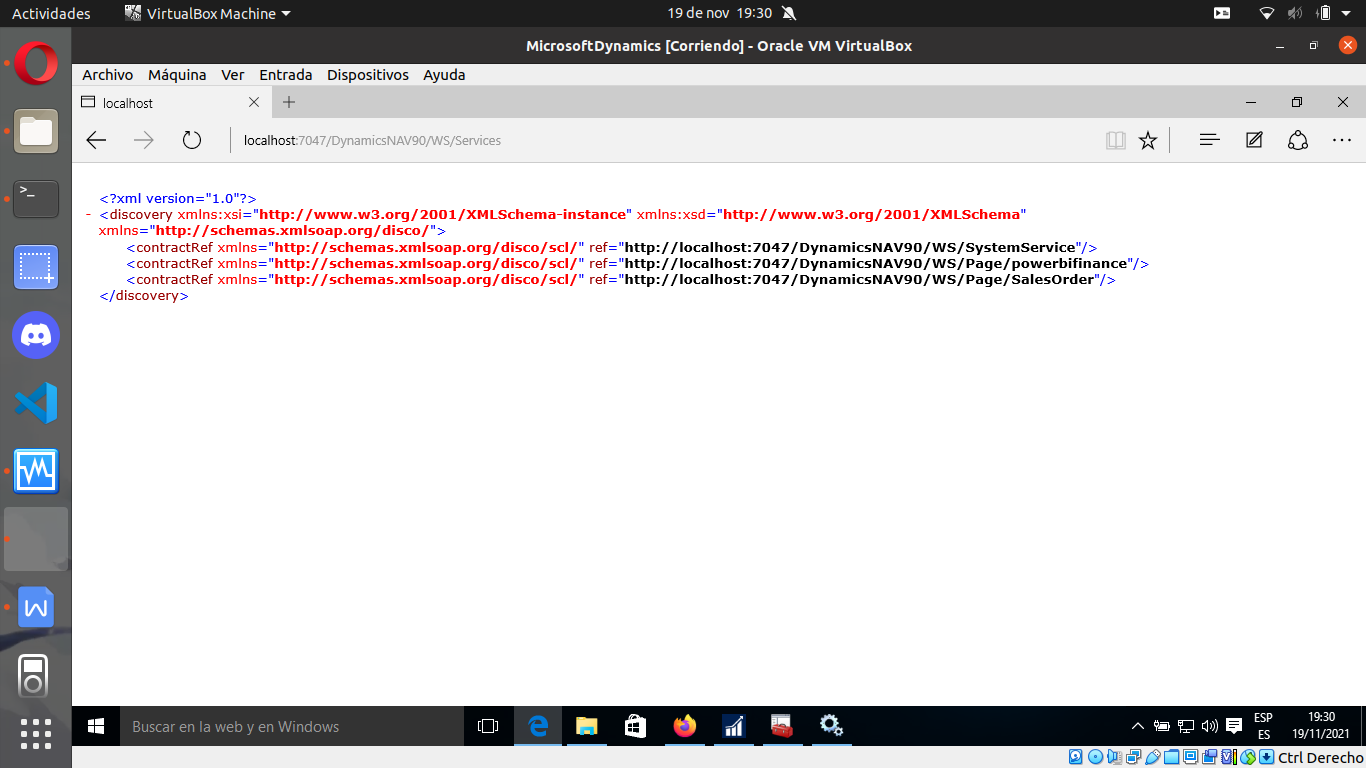 Actividades
VirtualBox Machine
19 de nov 19:30
MicrosoftDynamics [Corriendo] - Oracle VM VirtualBox
Archivo Máquina Ver Entrada Dispositivos Ayuda
localhost
localhost:7047/DynamicsNAV90/WS/Services
<?xml version="1.0"?>
- <discovery xmlns:xsi="http://www.w3.org/2001/XMLSchema-instance" xmlns:xsd="http://www.w3.org/2001/XMLSchema"
xmlns="http://schemas.xmlsoap.org/disco/">
<contractRef xmlns="http://schemas.xmlsoap.org/disco/scl/" ref="http://localhost:7047/DynamicsNAV90/WS/SystemService"/>
<contractRef xmlns="http://schemas.xmlsoap.org/disco/scl/" ref="http://localhost:7047/DynamicsNAV90/WS/Page/powerbifinance"/>
<contractRef xmlns="http://schemas.xmlsoap.org/disco/scl/" ref="http://localhost:7047/DynamicsNAV90/WS/Page/SalesOrder"/>
</discovery>
Buscar en la web y en Windows
ESP
ES
19:30
19/11/2021
Ctrl Derecho